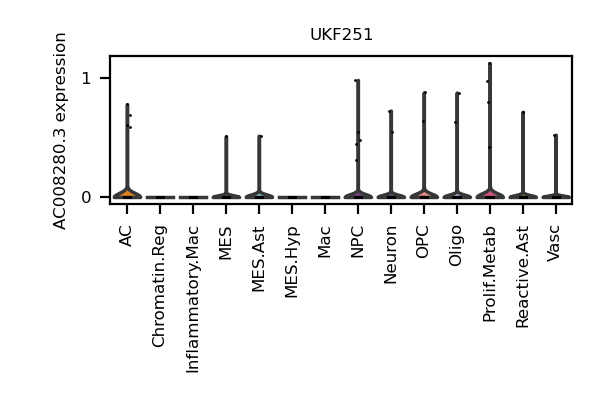 UKF251
AC008280.3 expression
1
0
AC
Chromatin.Reg
Inflammatory.Mac
MES
MES.Ast
MES.Hyp
Mac
NPC
Neuron
OPC
Oligo
Prolif.Metab
Reactive.Ast
Vasc